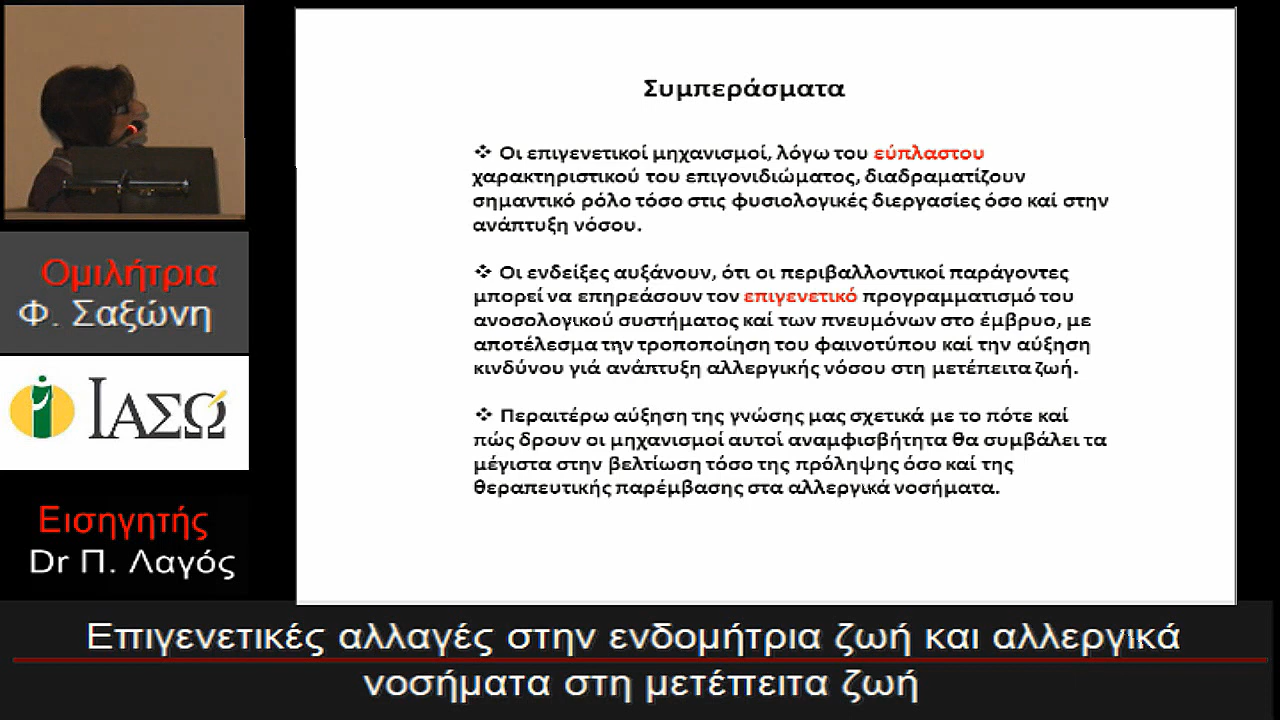 Ομιλήτρια
Φ. Σαξώνη
ΙΑΣΩ
Εισηγητής
Dr Π. Λαγός
Συμπεράσματα
❖ Οι επιγενετικοί μηχανισμοί, λόγω του εύπλαστου
χαρακτηριστικού του επιγονιδιώματος, διαδραματίζουν
σημαντικό ρόλο τόσο στις φυσιολογικές διεργασίες όσο καί στην
ανάπτυξη νόσου.
❖ Οι ενδείξες αυξάνουν, ότι οι περιβαλλοντικοί παράγοντες
μπορεί να επηρεάσουν τον επιγενετικό προγραμματισμό του
ανοσολογικού συστήματος καί των πνευμόνων στο έμβρυο, με
αποτέλεσμα την τροποποίηση του φαινοτύπου καί την αύξηση
κινδύνου γιά ανάπτυξη αλλεργικής νόσου στη μετέπειτα ζωή.
❖ Περαιτέρω αύξηση της γνώσης μας σχετικά με το πότε καί
πώς δρουν οι μηχανισμοί αυτοί αναμφισβήτητα θα συμβάλει τα
μέγιστα στην βελτίωση τόσο της πρόληψης όσο καί της
θεραπευτικής παρέμβασης στα αλλεργικά νοσήματα.
Επιγενετικές αλλαγές στην ενδομήτρια ζωή και αλλεργικά
νοσήματα στη μετέπειτα ζωή